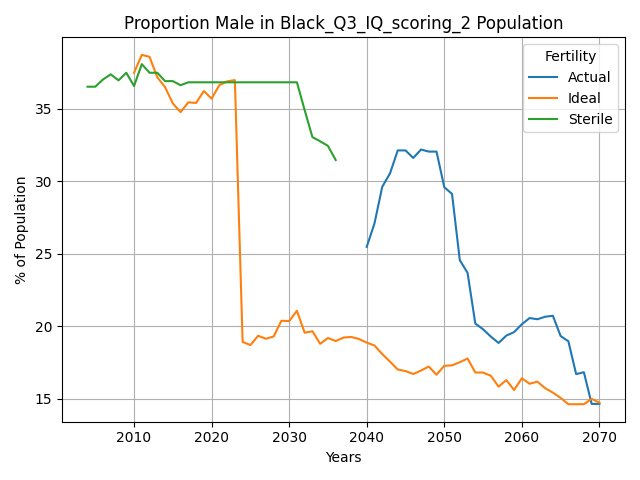 Proportion Male in Black_Q3_IQ_scoring_2 Population
Fertility
Actual
Ideal
Sterile
% of Population
35
30
25
20
15
2010 2020 2030 2040 2050 2060 2070
Years